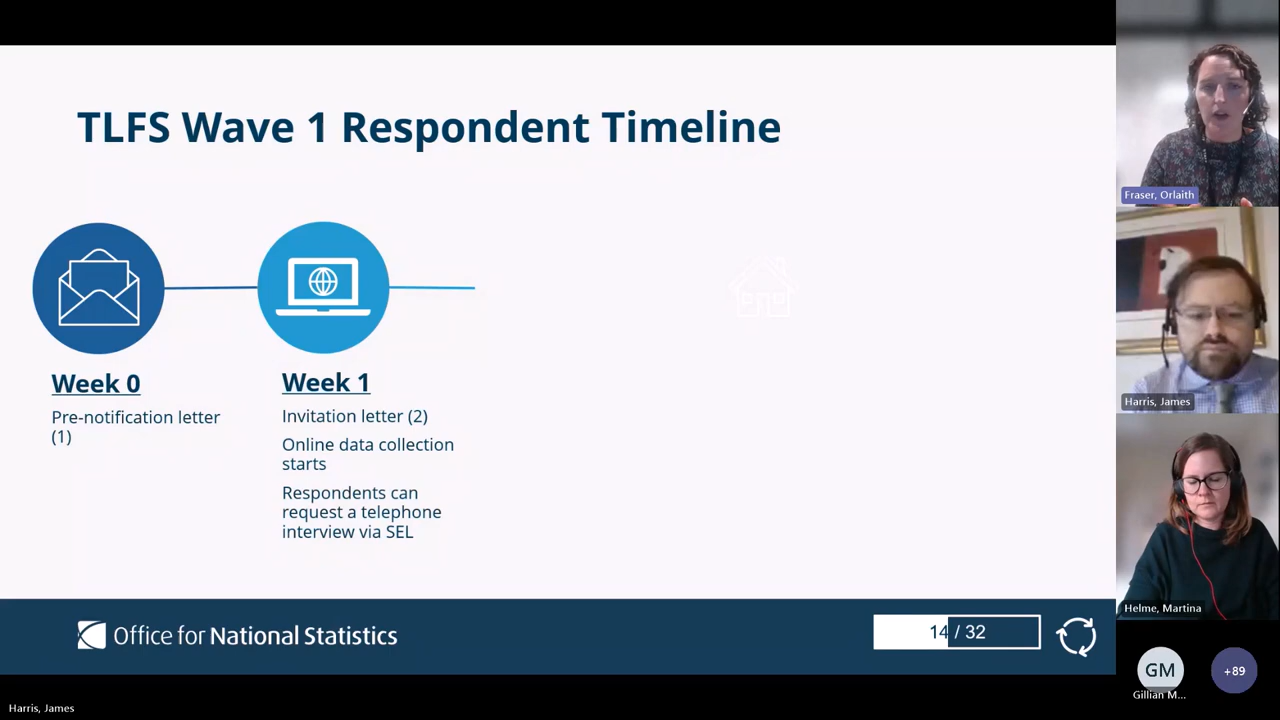 TLFS Wave 1 Respondent Timeline
Week 0
Pre-notification letter
(1)
Week 1
Invitation letter (2)
Online data collection
starts
Respondents can
request a telephone
interview via SEL
Office for National Statistics
14 / 32
Fraser, Orlaith
Harris, James
Helme, Martina
GM
Gillian M...
+89
Harris, James